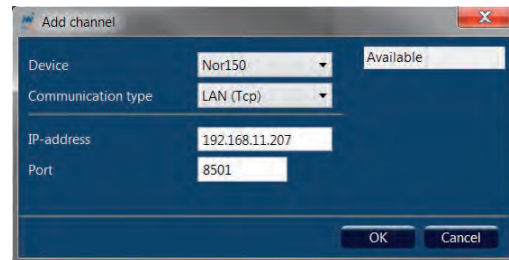 Add channel
Device Nor150 Available
Communication type LAN (Tcp)
IP-address 192.168.11.207
Port 8501
OK Cancel